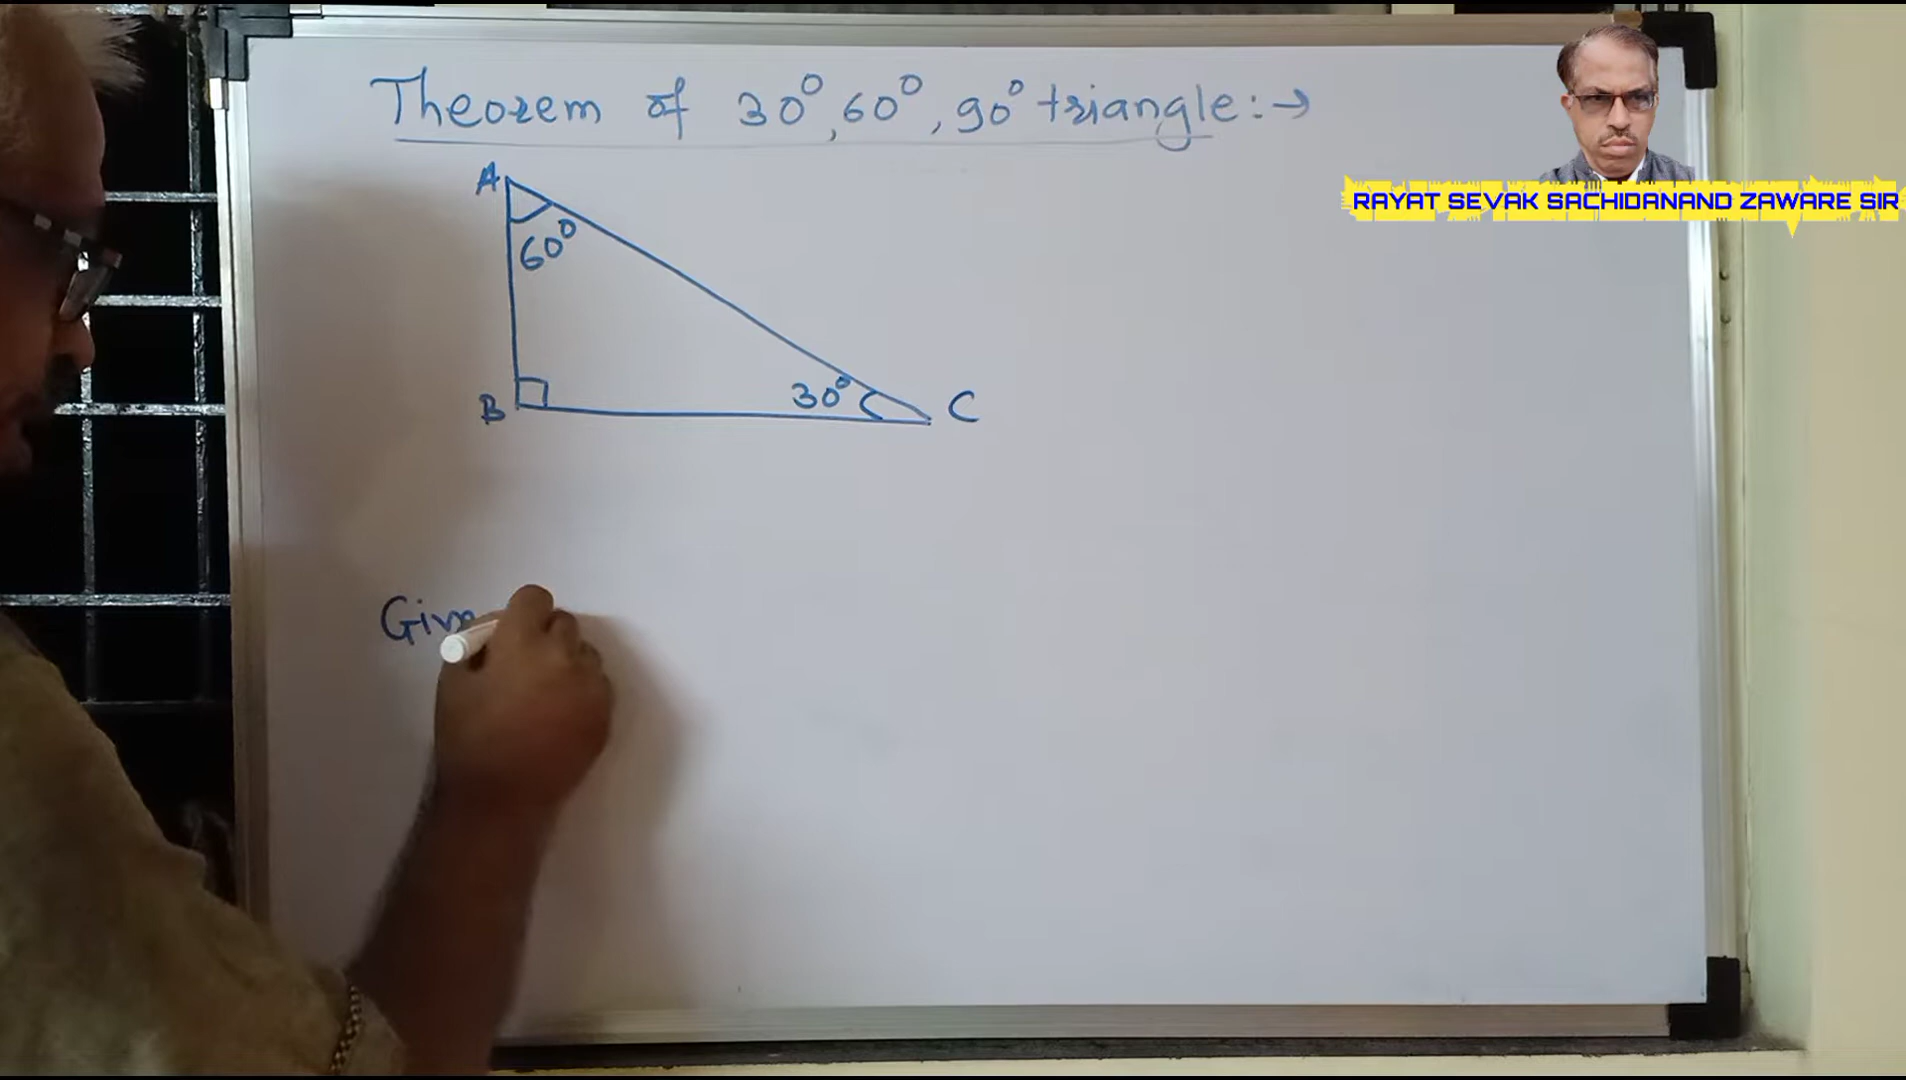 Theorem of 30°, 60°, 90° triangle:→
RAYAT SEVAK SACHIDANAND ZAWARE SIR
A
60°
B
30°
C